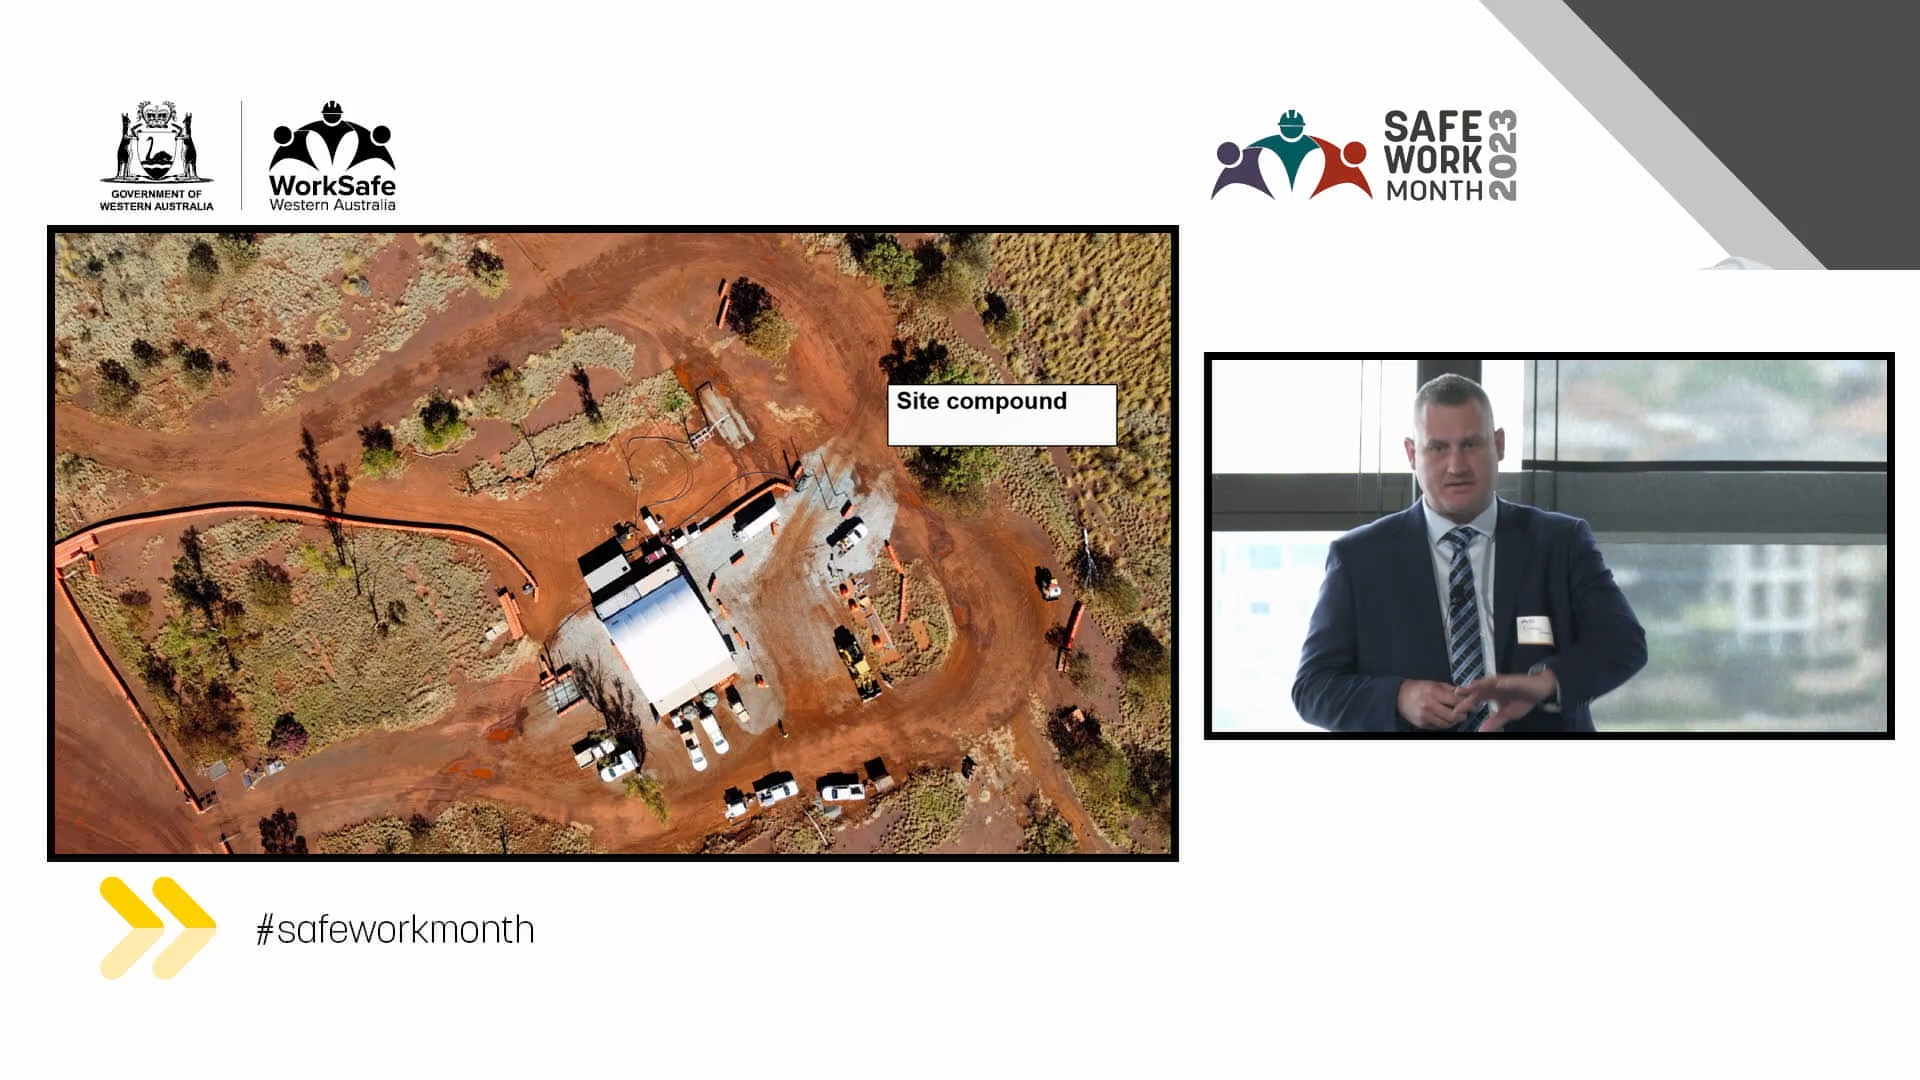 GOVERNMENT OF
WESTERN AUSTRALIA
WorkSafe
Western Australia
SAFE
WORK
MONTH
2023
Site compound
#safeworkmonth